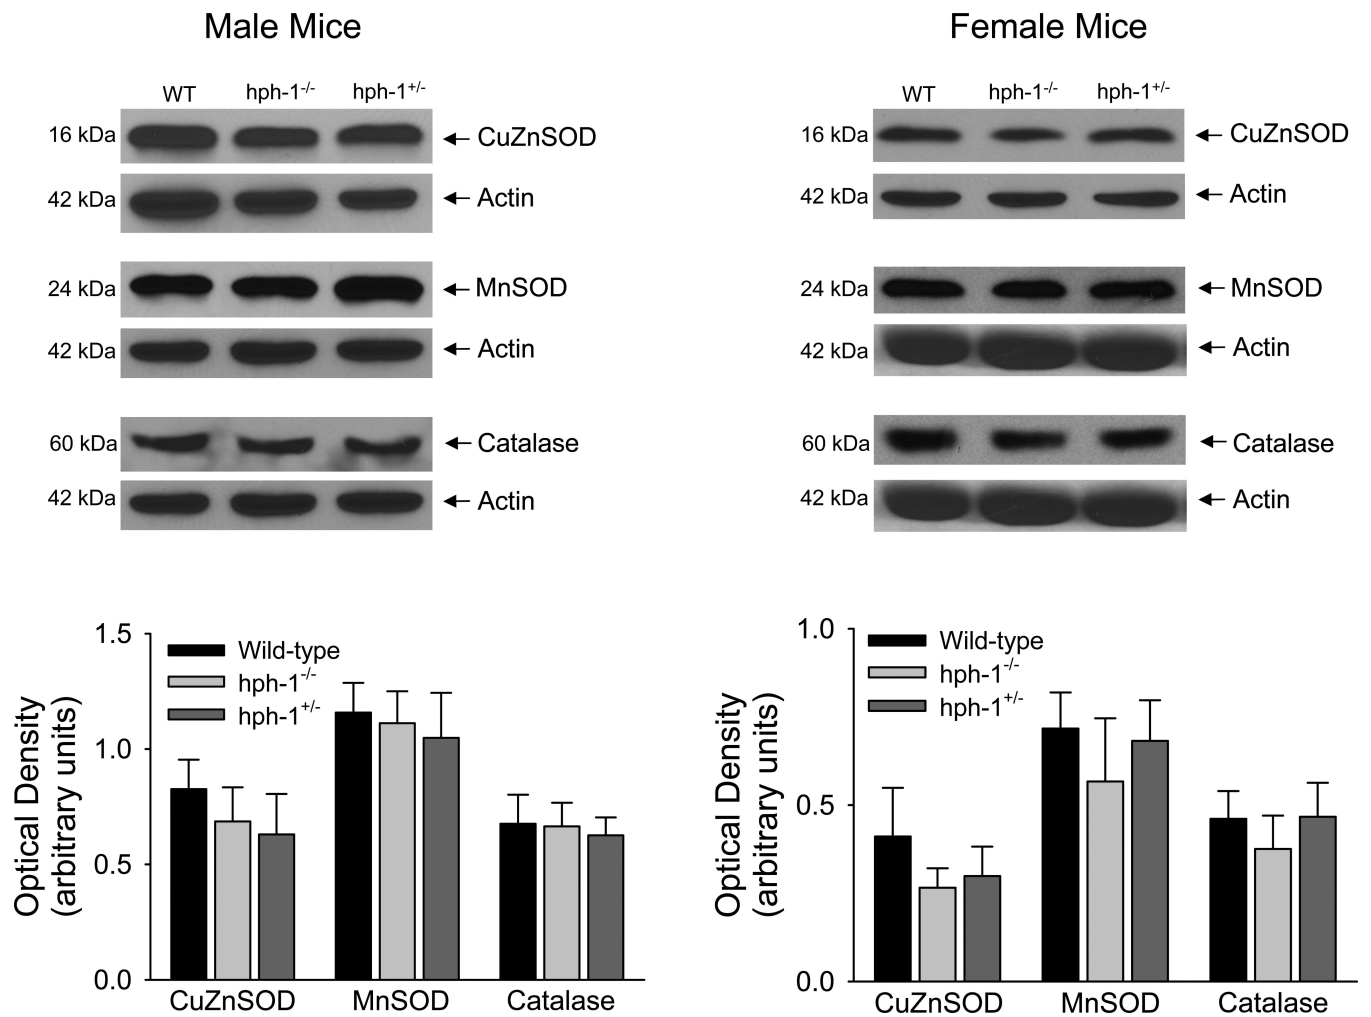 Male Mice
WT hph-1-/- hph-1+/-
16 kDa CuZnSOD
42 kDa Actin
24 kDa MnSOD
42 kDa Actin
60 kDa Catalase
42 kDa Actin
1.5
1.0
0.5
0.0
Optical Density
(arbitrary units)
Wild-type
hph-1-/-
hph-1+/-
CuZnSOD MnSOD Catalase
Female Mice
WT hph-1-/- hph-1+/-
16 kDa CuZnSOD
42 kDa Actin
24 kDa MnSOD
42 kDa Actin
60 kDa Catalase
42 kDa Actin
1.0
0.5
0.0
Optical Density
(arbitrary units)
Wild-type
hph-1-/-
hph-1+/-
CuZnSOD MnSOD Catalase